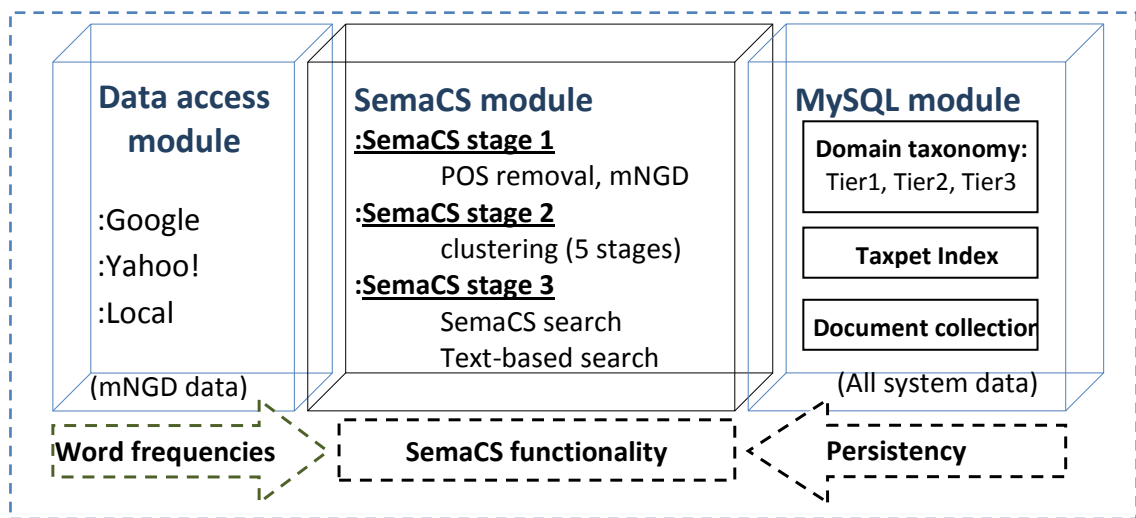 Data access
module
:Google
:Yahoo!
:Local
(mNGD data)
SemaCS module
:SemaCS stage 1
POS removal, mNGD
:SemaCS stage 2
clustering (5 stages)
:SemaCS stage 3
SemaCS search
Text-based search
MySQL module
Domain taxonomy:
Tier1, Tier2, Tier3
Taxpet Index
Document collection
(All system data)
Word frequencies
SemaCS functionality
Persistency